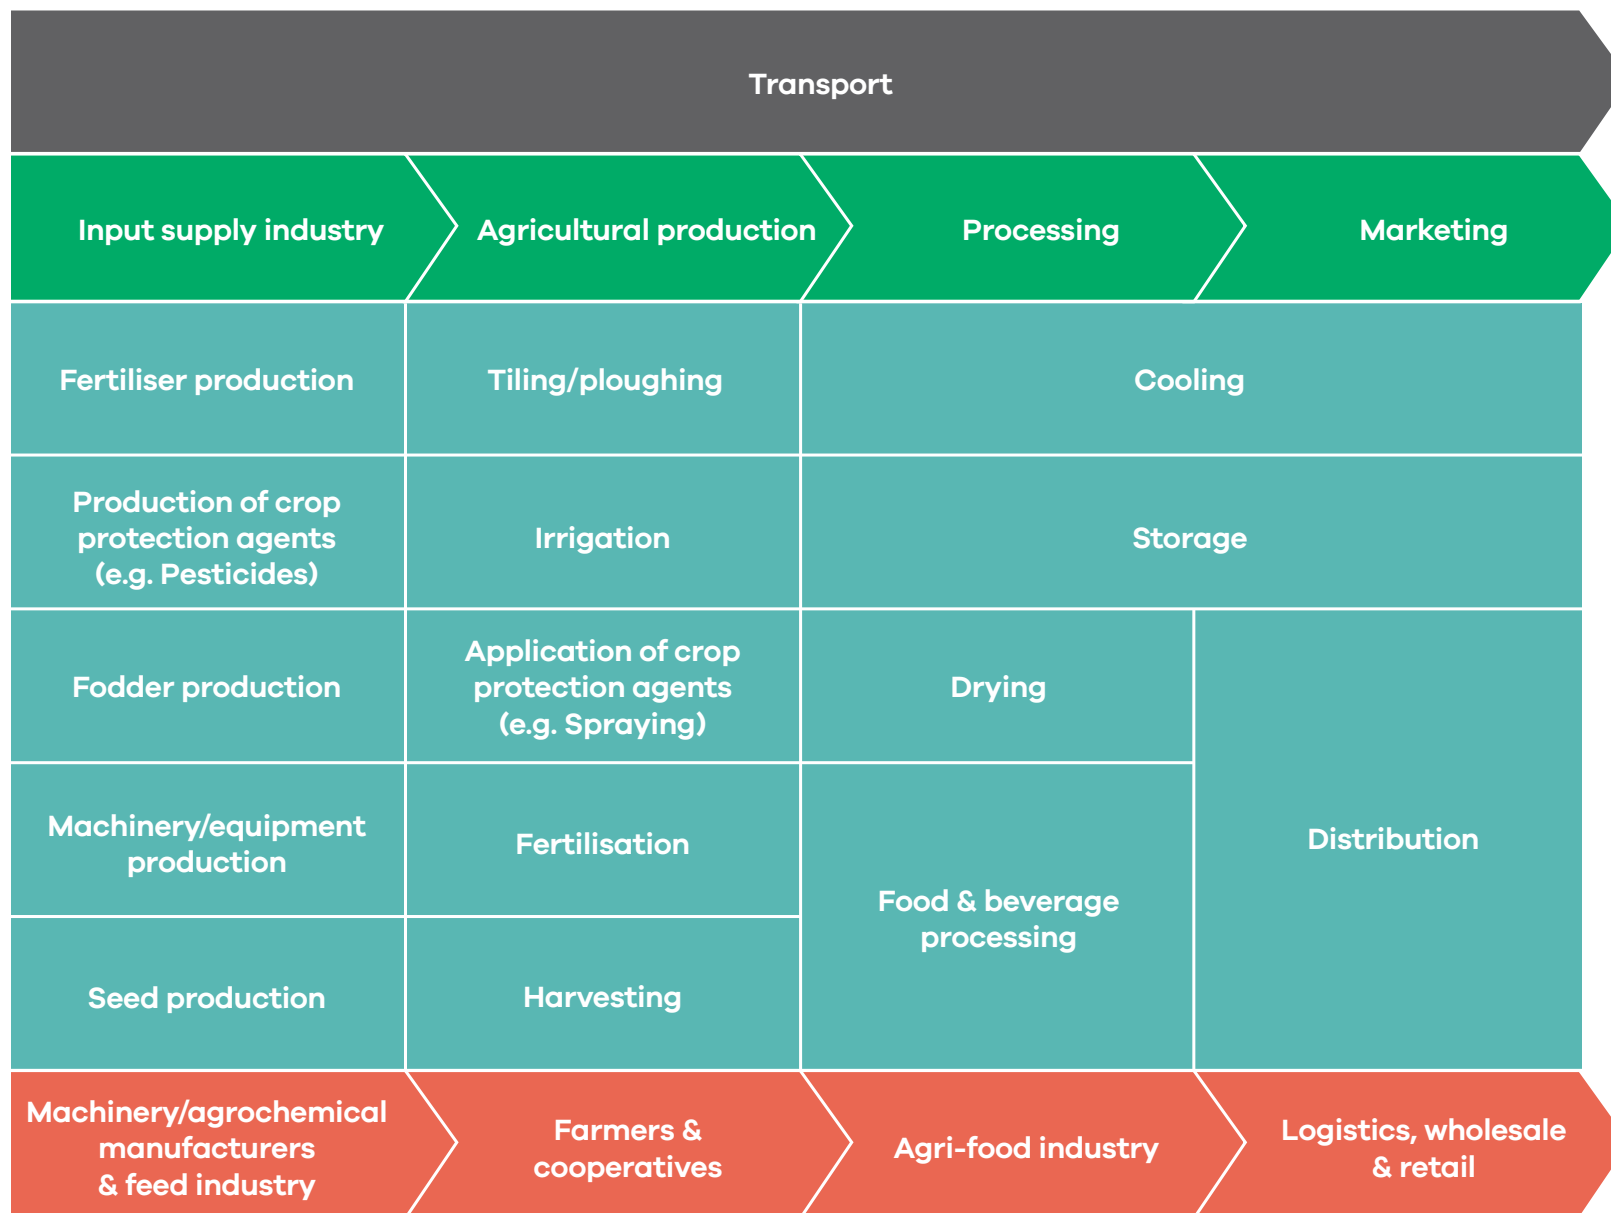 Transport
Input supply industry
Agricultural production
Processing
Marketing
Fertiliser production
Tiling/ploughing
Cooling
Production of crop
protection agents
(e.g. Pesticides)
Irrigation
Storage
Fodder production
Application of crop
protection agents
(e.g. Spraying)
Drying
Machinery/equipment
production
Fertilisation
Distribution
Food & beverage
processing
Seed production
Harvesting
Machinery/agrochemical
manufacturers
& feed industry
Farmers &
cooperatives
Agri-food industry
Logistics, wholesale
& retail